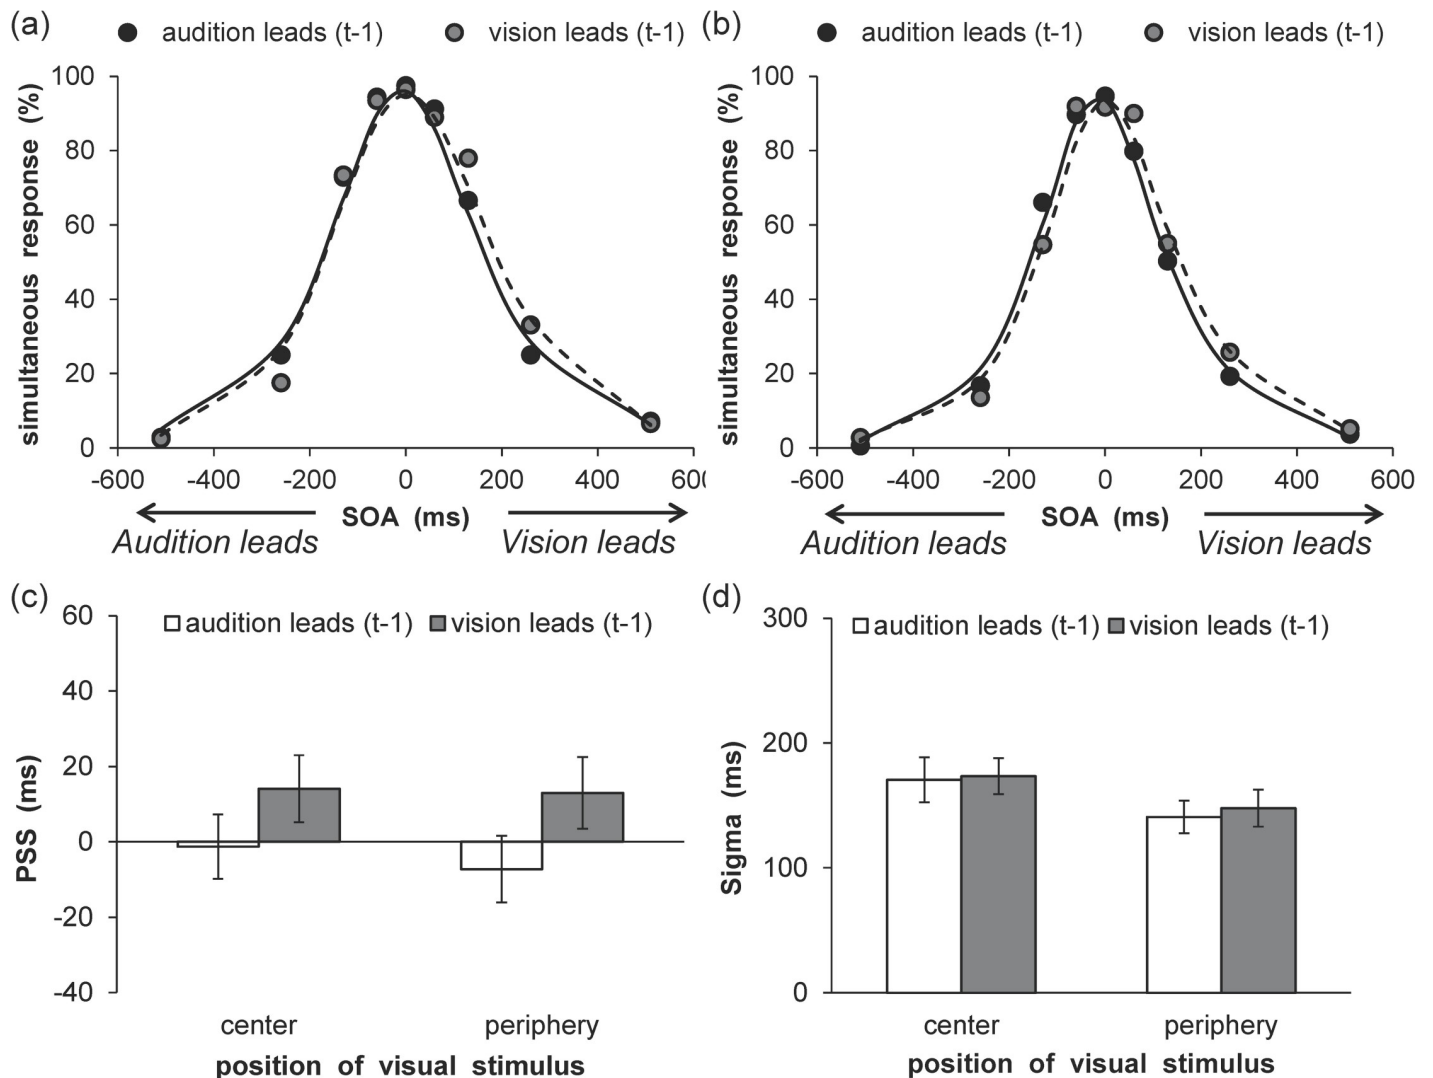 (a) audition leads (t-1) vision leads (t-1)
100
80
60
40
20
0
simultaneous response (%)
-600 -400 -200 0 200 400 600
SOA (ms)
Audition leads Vision leads
(b) audition leads (t-1) vision leads (t-1)
100
80
60
40
20
0
simultaneous response (%)
-600 -400 -200 0 200 400 600
SOA (ms)
Audition leads Vision leads
(c)
audition leads (t-1) vision leads (t-1)
60
40
20
0
-20
-40
PSS (ms)
center periphery
position of visual stimulus
(d)
audition leads (t-1) vision leads (t-1)
300
200
100
0
Sigma (ms)
center periphery
position of visual stimulus